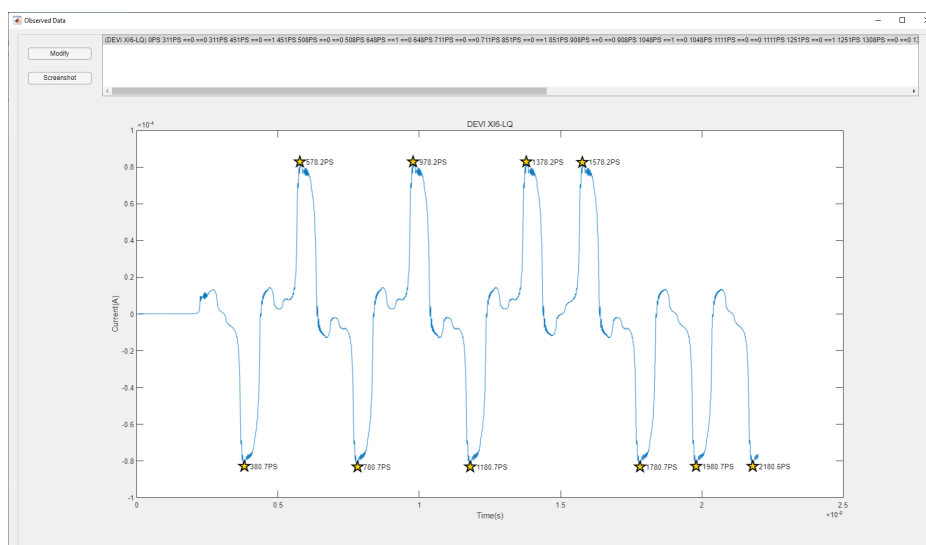 Observed Data
Modify
Screenshot
(DEVI XI6-LQ) 0PS 311PS ==0 ==0 311PS 451PS ==0 ==1 451PS 508PS ==0 ==0 508PS 648PS ==1 ==0 648PS 711PS ==0 ==0 711PS 851PS ==0 ==1 851PS 908PS ==0 ==0 908PS 1048PS ==1 ==0 1048PS 1111PS ==0 ==0 1111PS 1251PS ==0 ==1 1251PS 1308PS ==0 ==0 13
DEVI XI6-LQ
×10⁻⁴
1
0.8
0.6
0.4
0.2
0
-0.2
-0.4
-0.6
-0.8
-1
Current(A)
578.2PS
978.2PS
1378.2PS
1578.2PS
380.7PS
780.7PS
1180.7PS
1780.7PS
1980.7PS
2180.6PS
0
0.5
1
1.5
2
2.5
Time(s)